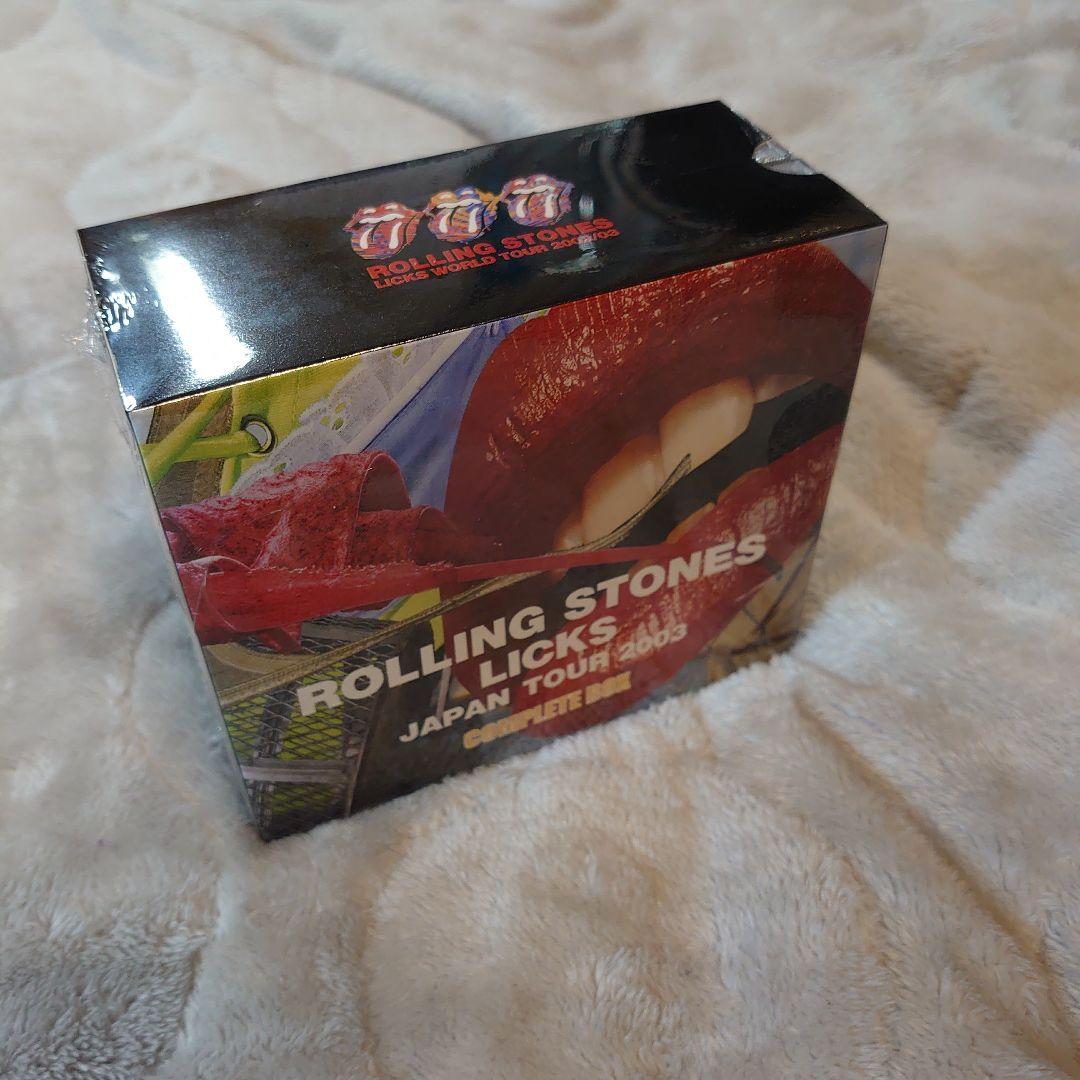 ROLLING STONES
LICKS WORLD TOUR 2002/03
ROLLING STONES
LICKS
JAPAN TOUR 2003
COMPLETE BOX